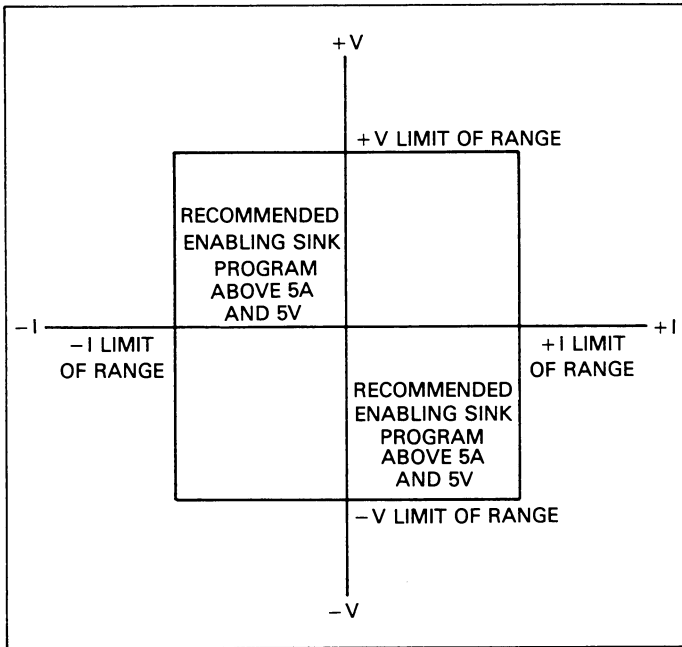 +V
+V LIMIT OF RANGE
RECOMMENDED
ENABLING SINK
PROGRAM
ABOVE 5A
AND 5V
-I
+I
-I LIMIT
OF RANGE
+I LIMIT
OF RANGE
RECOMMENDED
ENABLING SINK
PROGRAM
ABOVE 5A
AND 5V
-V LIMIT OF RANGE
-V